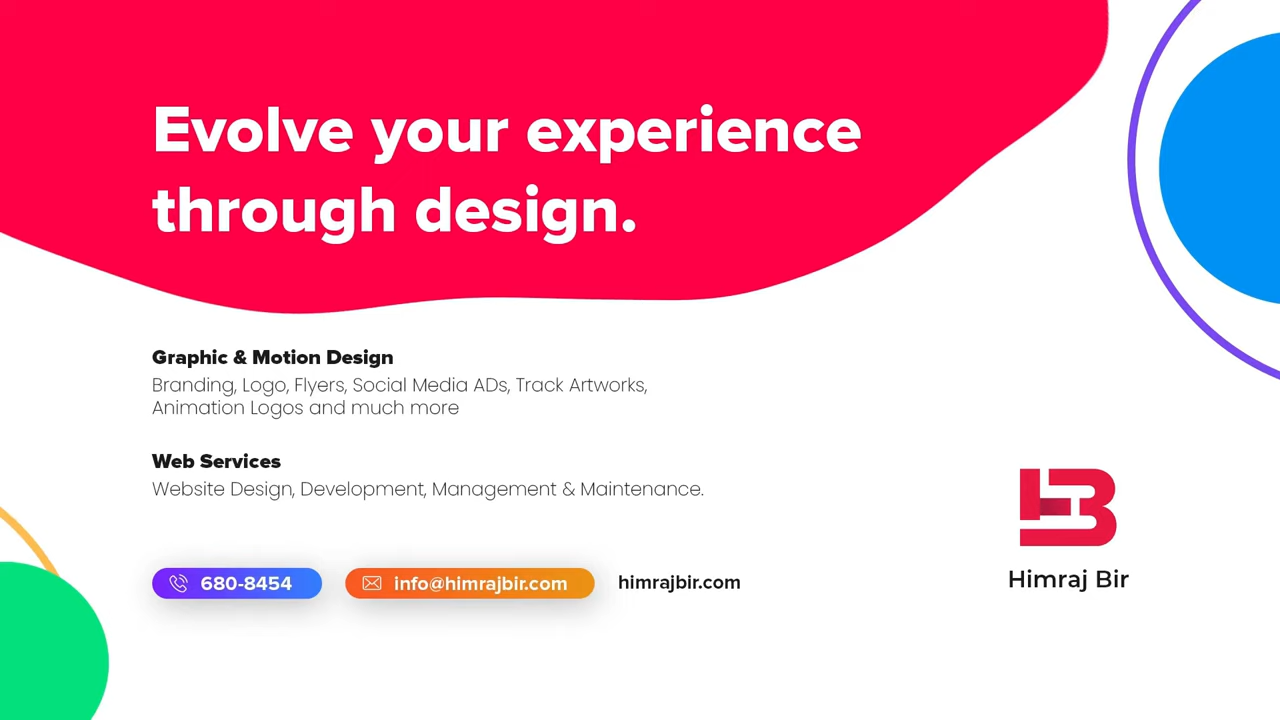 Evolve your experience
through design.
Graphic & Motion Design
Branding, Logo, Flyers, Social Media ADs, Track Artworks,
Animation Logos and much more
Web Services
Website Design, Development, Management & Maintenance.
680-8454
info@himrajbir.com
himrajbir.com
Himraj Bir